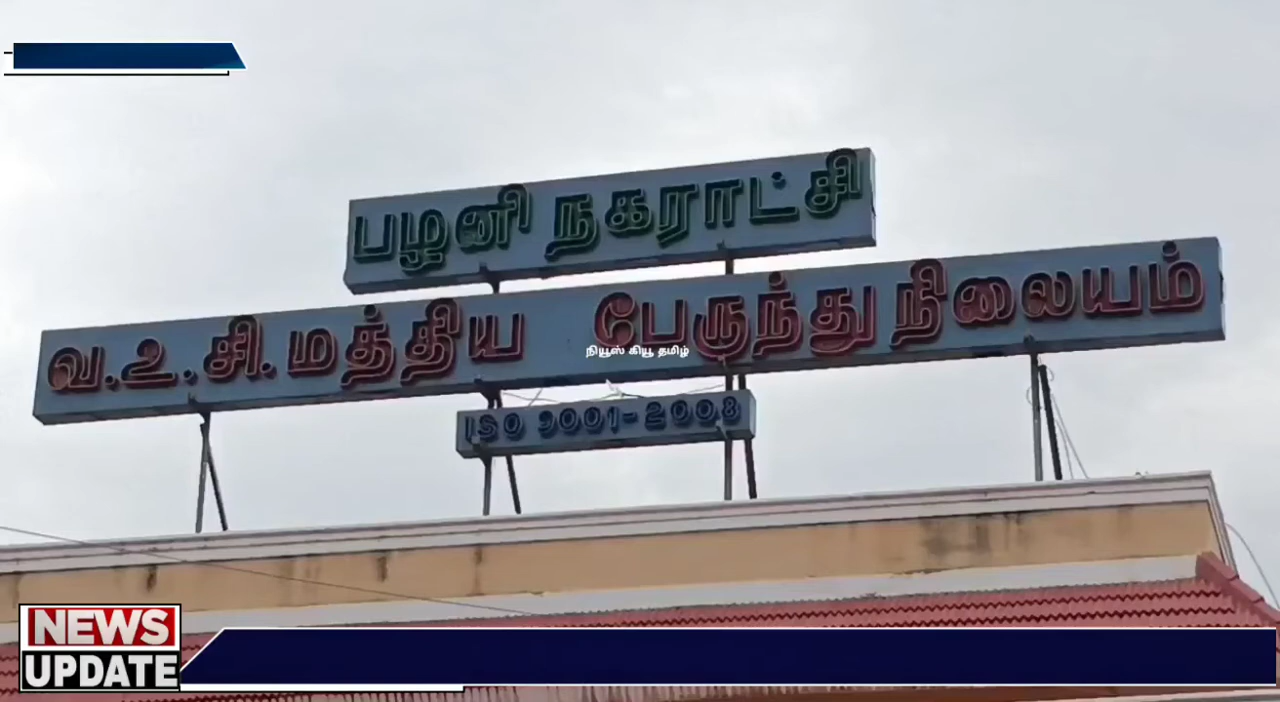 பழனி நகராட்சி
வ.உ.சி.மத்திய பேருந்து நிலையம்
நியூஸ் கியூ தமிழ்
ISO 9001-2008
NEWS
UPDATE